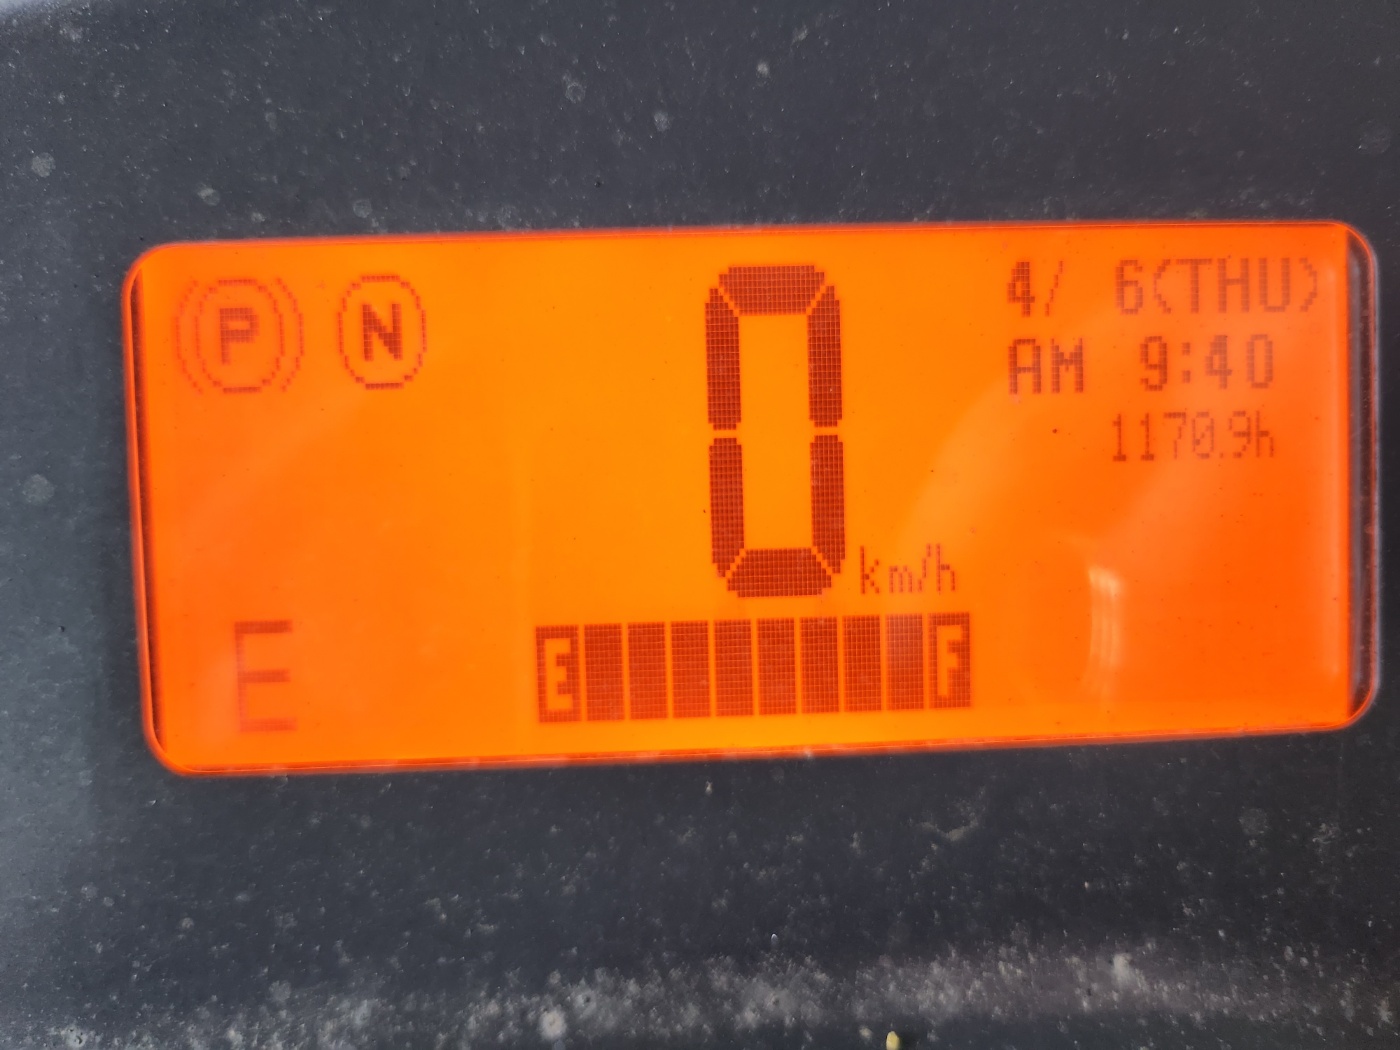 P N
0 km/h
4/ 6(THU)
AM 9:40
1170.9h
E
E F